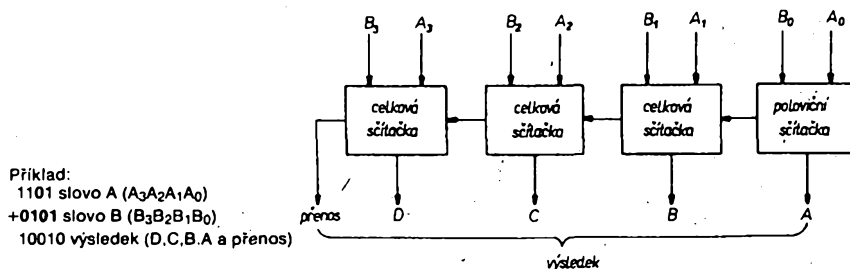 B₃ A₃ B₂ A₂ B₁ A₁ B₀ A₀
celková sčítačka
celková sčítačka
celková sčítačka
poloviční sčítačka
Příklad:
1101 slovo A (A₃A₂A₁A₀)
+0101 slovo B (B₃B₂B₁B₀)
10010 výsledek (D,C,B.A a přenos)
přenos D C B A
výsledek